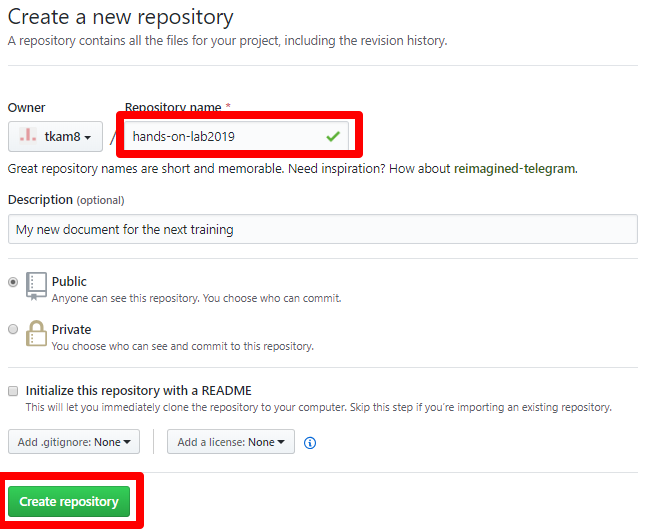 Create a new repository
A repository contains all the files for your project, including the revision history.
Owner
Repository name *
tkam8
/
hands-on-lab2019
Great repository names are short and memorable. Need inspiration? How about reimagined-telegram.
Description (optional)
My new document for the next training
Public
Anyone can see this repository. You choose who can commit.
Private
You choose who can see and commit to this repository.
Initialize this repository with a README
This will let you immediately clone the repository to your computer. Skip this step if you’re importing an existing repository.
Add .gitignore: None
Add a license: None
Create repository